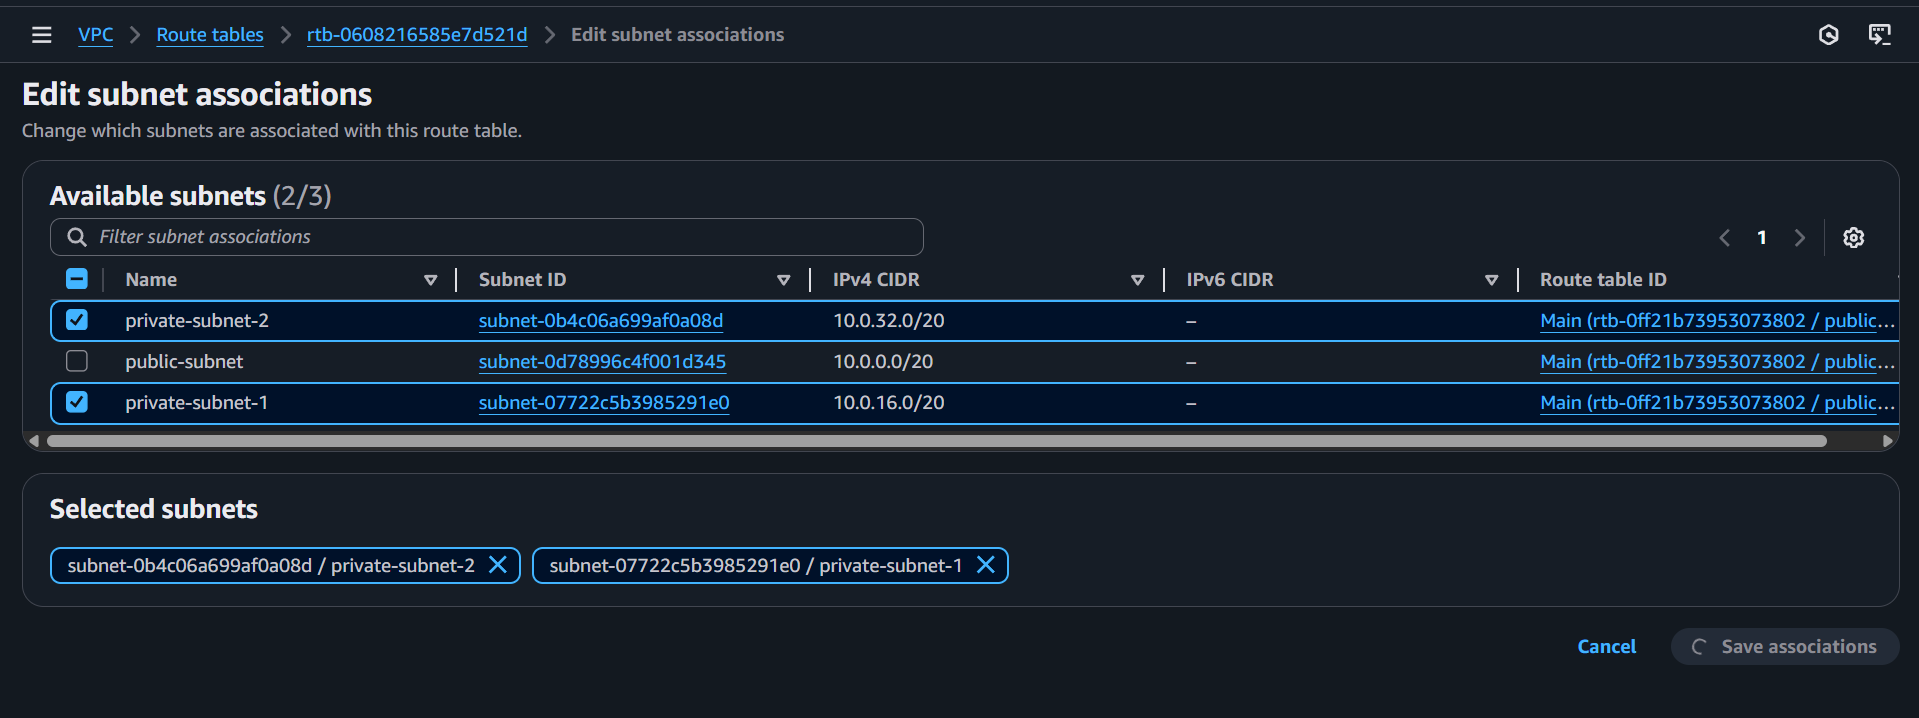 VPC > Route tables > rtb-0608216585e7d521d > Edit subnet associations
Edit subnet associations
Change which subnets are associated with this route table.
Available subnets (2/3)
Filter subnet associations
1
Name Subnet ID IPv4 CIDR IPv6 CIDR Route table ID
private-subnet-2 subnet-0b4c06a699af0a08d 10.0.32.0/20 – Main (rtb-0ff21b73953073802 / public...
public-subnet subnet-0d78996c4f001d345 10.0.0.0/20 – Main (rtb-0ff21b73953073802 / public...
private-subnet-1 subnet-07722c5b3985291e0 10.0.16.0/20 – Main (rtb-0ff21b73953073802 / public...
Selected subnets
subnet-0b4c06a699af0a08d / private-subnet-2 subnet-07722c5b3985291e0 / private-subnet-1
Cancel Save associations